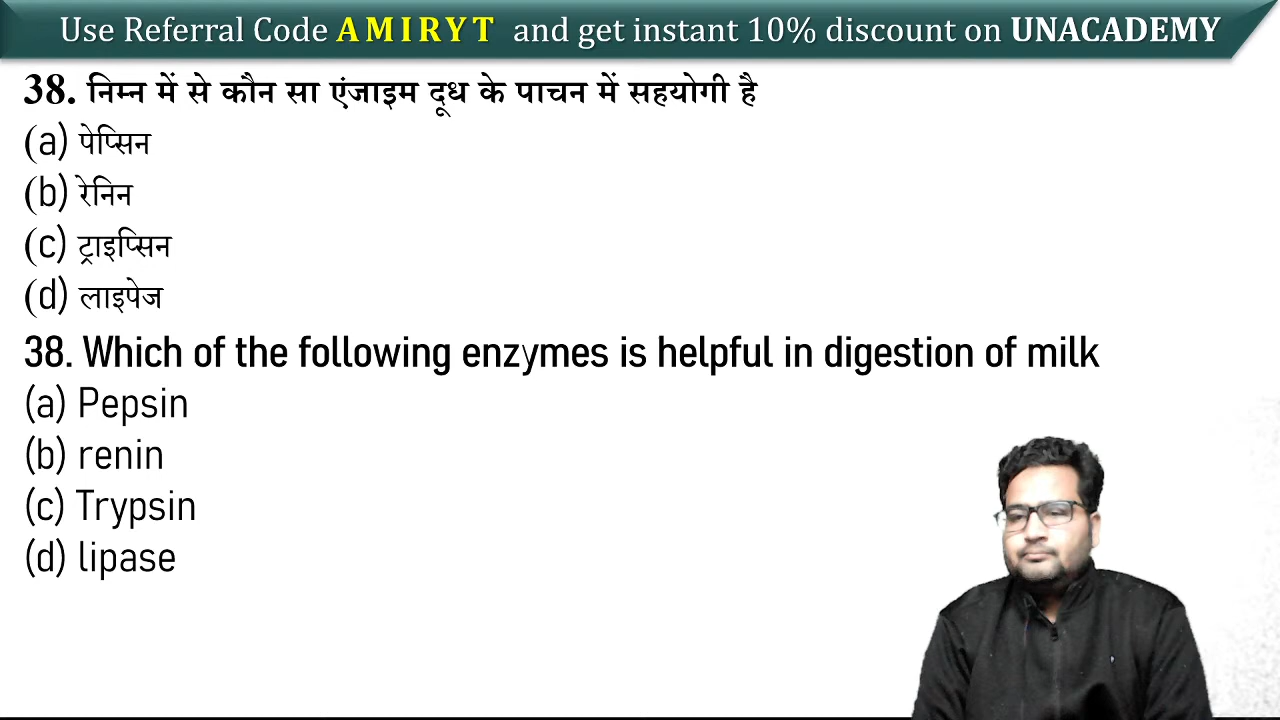 Use Referral Code AMIRYT and get instant 10% discount on UNACADEMY
38. निम्न में से कौन सा एंजाइम दूध के पाचन में सहयोगी है
(a) पेप्सिन
(b) रेनिन
(c) ट्राइप्सिन
(d) लाइपेज
38. Which of the following enzymes is helpful in digestion of milk
(a) Pepsin
(b) renin
(c) Trypsin
(d) lipase